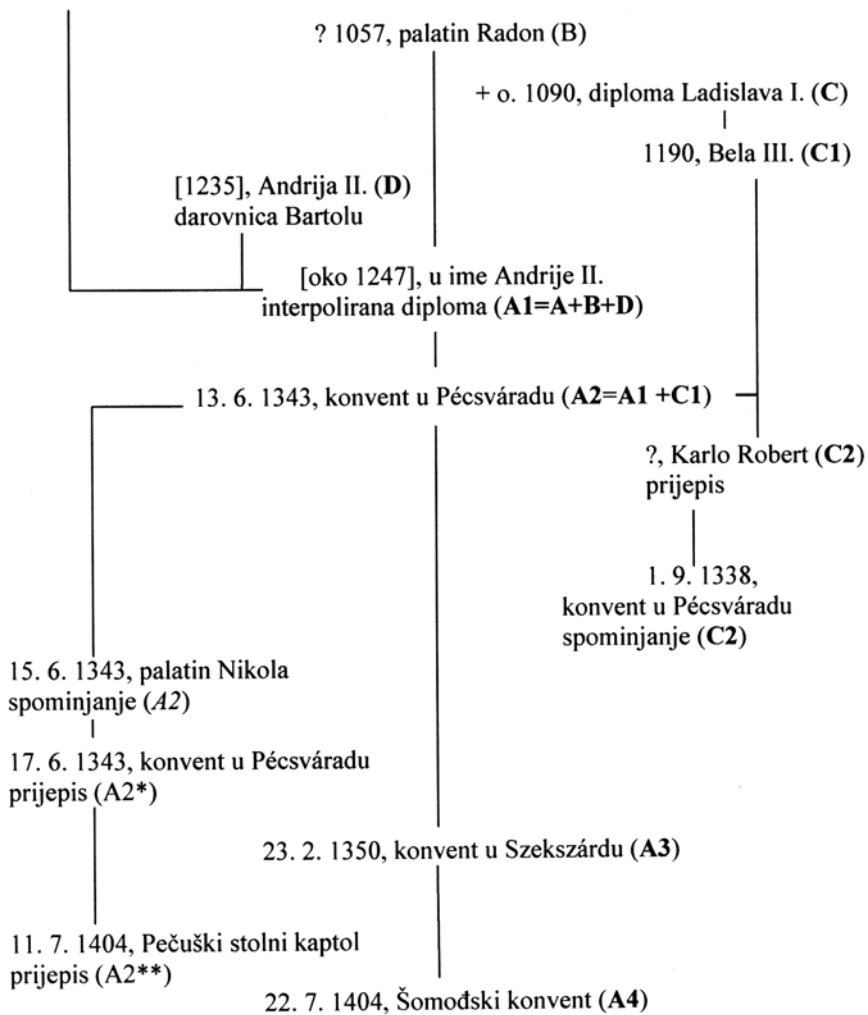 ? 1057, palatin Radon (B)
+ o. 1090, diploma Ladislava I. (C)
1190, Bela III. (C1)
[1235], Andrija II. (D)
darovnica Bartolu
[oko 1247], u ime Andrije II.
interpolirana diploma (A1=A+B+D)
13. 6. 1343, konvent u Pécsváradu (A2=A1 +C1)
?, Karlo Robert (C2)
prijepis
1. 9. 1338,
konvent u Pécsváradu
spominjanje (C2)
15. 6. 1343, palatin Nikola
spominjanje (A2)
17. 6. 1343, konvent u Pécsváradu
prijepis (A2*)
23. 2. 1350, konvent u Szekszárdu (A3)
11. 7. 1404, Pečuški stolni kaptol
prijepis (A2**)
22. 7. 1404, Šomođski konvent (A4)